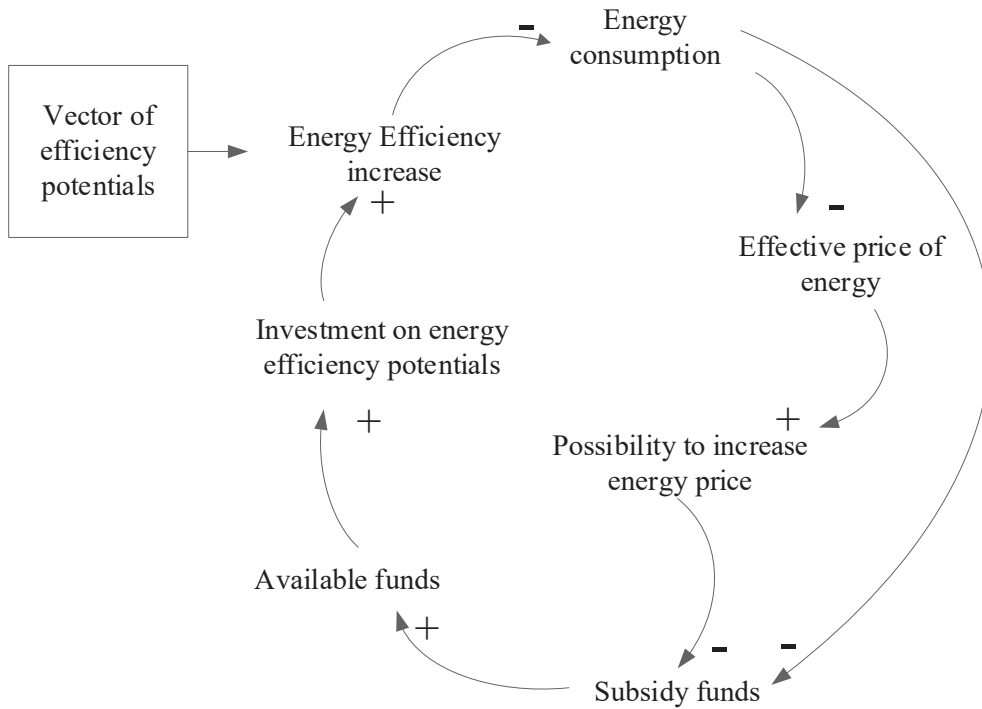 Energy
consumption
Vector of
efficiency
potentials
Energy Efficiency
increase
Effective price of
energy
Investment on energy
efficiency potentials
Possibility to increase
energy price
Available funds
Subsidy funds
-
+
-
+
+
+
-
-